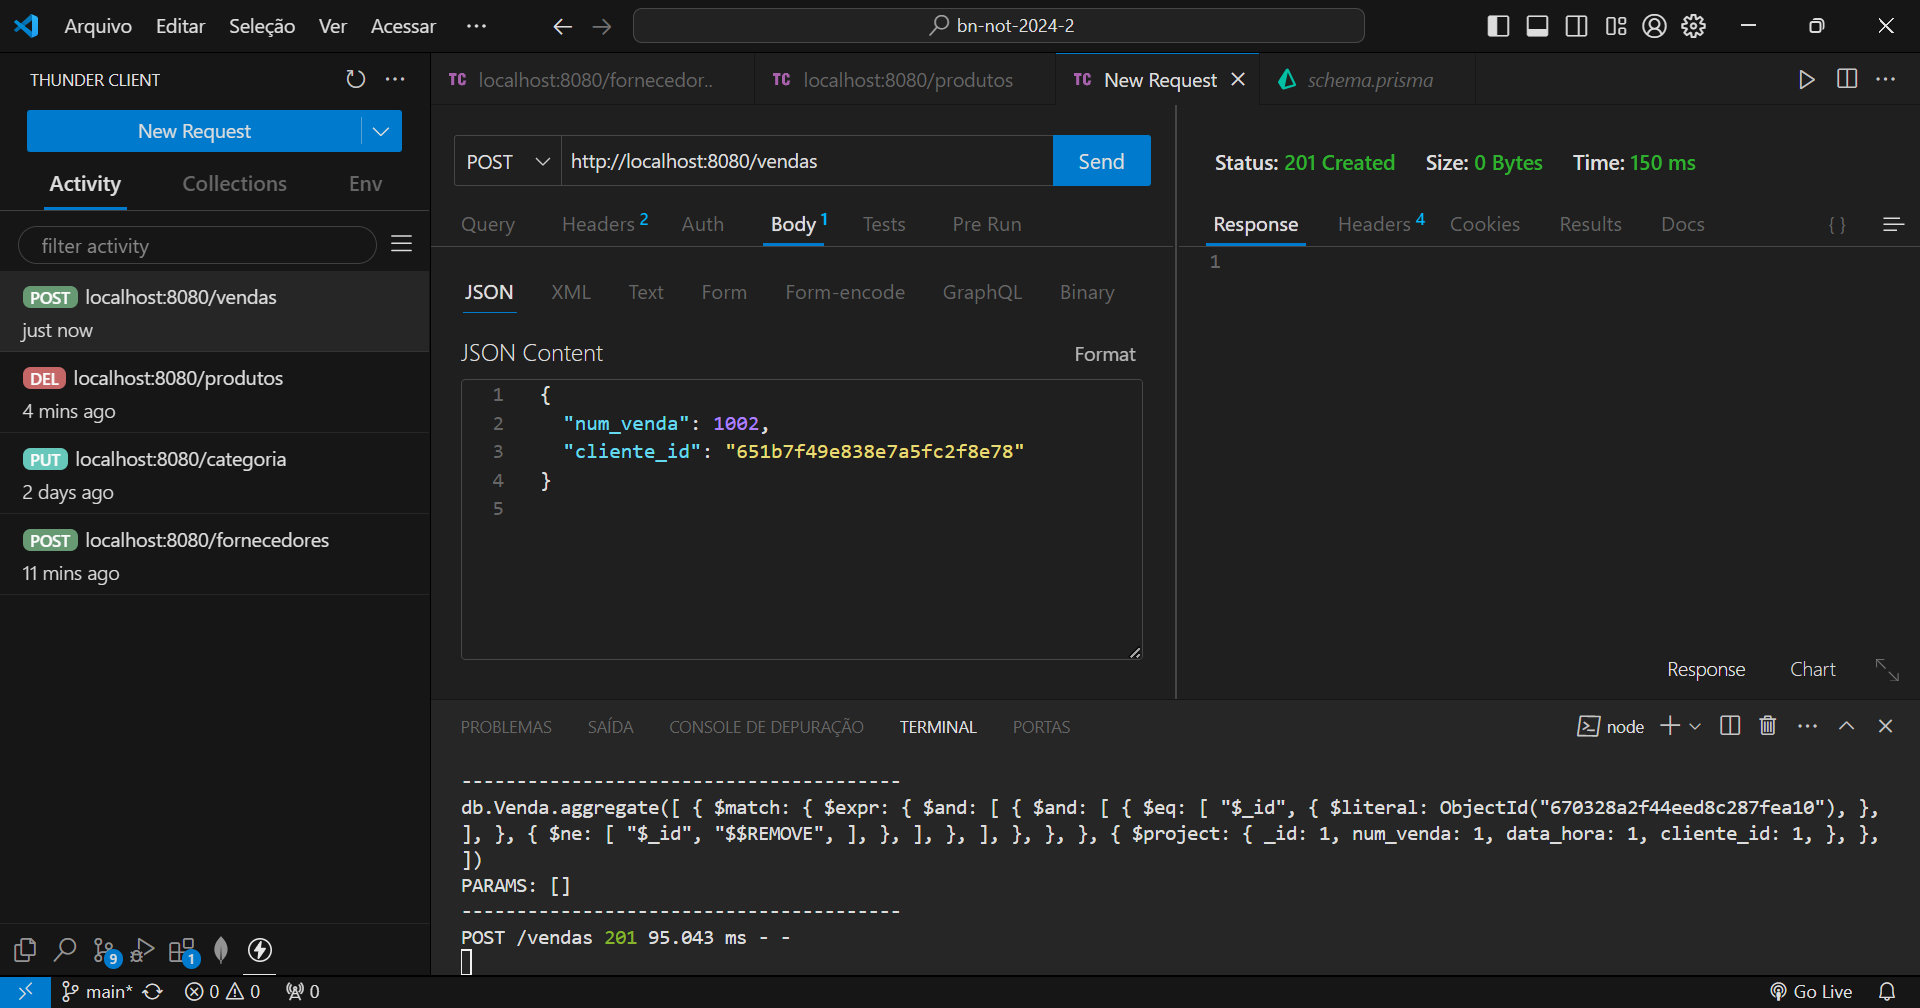 Arquivo Editar Seleção Ver Acessar ··· bn-not-2024-2
THUNDER CLIENT ···
New Request
Activity Collections Env
filter activity
POST localhost:8080/vendas
just now
DEL localhost:8080/produtos
4 mins ago
PUT localhost:8080/categoria
2 days ago
POST localhost:8080/fornecedores
11 mins ago
TC localhost:8080/fornecedor.. TC localhost:8080/produtos TC New Request schema.prisma ···
POST http://localhost:8080/vendas Send
Query Headers 2 Auth Body 1 Tests Pre Run
JSON XML Text Form Form-encode GraphQL Binary
JSON Content Format
1 {
2 "num_venda": 1002,
3 "cliente_id": "651b7f49e838e7a5fc2f8e78"
4 }
5
Status: 201 Created Size: 0 Bytes Time: 150 ms
Response Headers 4 Cookies Results Docs { }
1
Response Chart
PROBLEMAS SAÍDA CONSOLE DE DEPURAÇÃO TERMINAL PORTAS node ···
----------------------------------------
db.Venda.aggregate([ { $match: { $expr: { $and: [ { $and: [ { $eq: [ "$_id", { $literal: ObjectId("670328a2f44eed8c287fea10"), },
], }, { $ne: [ "$_id", "$$REMOVE", ], }, ], }, ], }, }, }, { $project: { _id: 1, num_venda: 1, data_hora: 1, cliente_id: 1, }, },
])
PARAMS: []
----------------------------------------
POST /vendas 201 95.043 ms - -
9 1
main* 0 0 0 Go Live